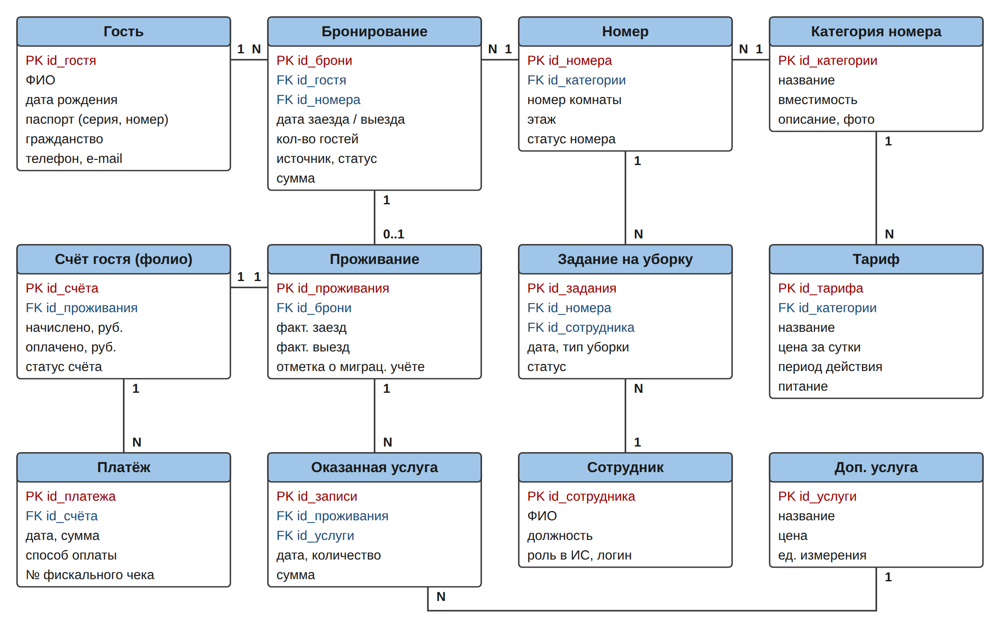 Гость
PK id_гостя
ФИО
дата рождения
паспорт (серия, номер)
гражданство
телефон, e-mail
1 N
Бронирование
PK id_брони
FK id_гостя
FK id_номера
дата заезда / выезда
кол-во гостей
источник, статус
сумма
N 1
Номер
PK id_номера
FK id_категории
номер комнаты
этаж
статус номера
N 1
Категория номера
PK id_категории
название
вместимость
описание, фото
1
0..1
1
N
1
N
Счёт гостя (фолио)
PK id_счёта
FK id_проживания
начислено, руб.
оплачено, руб.
статус счёта
1 1
Проживание
PK id_проживания
FK id_брони
факт. заезд
факт. выезд
отметка о миграц. учёте
Задание на уборку
PK id_задания
FK id_номера
FK id_сотрудника
дата, тип уборки
статус
Тариф
PK id_тарифа
FK id_категории
название
цена за сутки
период действия
питание
1
N
1
N
N
1
Платёж
PK id_платежа
FK id_счёта
дата, сумма
способ оплаты
№ фискального чека
Оказанная услуга
PK id_записи
FK id_проживания
FK id_услуги
дата, количество
сумма
Сотрудник
PK id_сотрудника
ФИО
должность
роль в ИС, логин
Доп. услуга
PK id_услуги
название
цена
ед. измерения
N
1